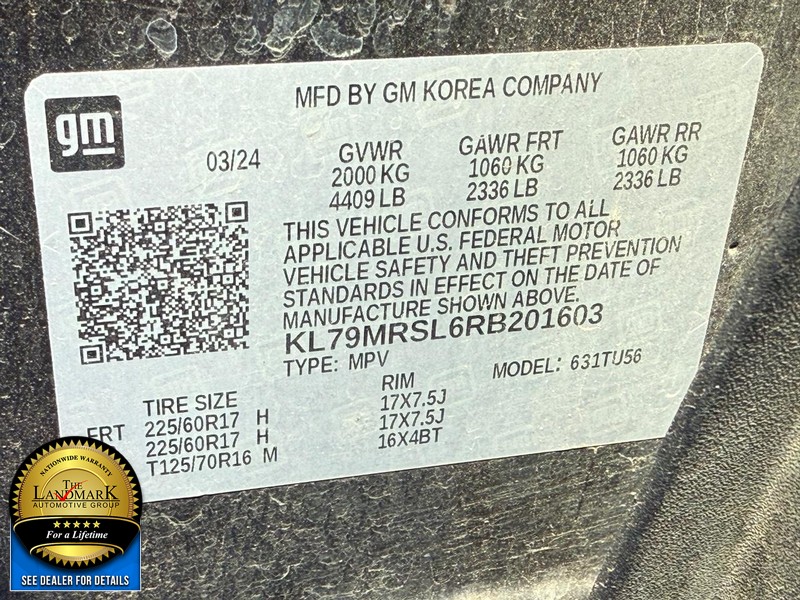 MFD BY GM KOREA COMPANY
gm
03/24
GVWR GAWR FRT GAWR RR
2000 KG 1060 KG 1060 KG
4409 LB 2336 LB 2336 LB
THIS VEHICLE CONFORMS TO ALL
APPLICABLE U.S. FEDERAL MOTOR
VEHICLE SAFETY AND THEFT PREVENTION
STANDARDS IN EFFECT ON THE DATE OF
MANUFACTURE SHOWN ABOVE.
KL79MRSL6RB201603
TYPE: MPV MODEL: 631TU56
TIRE SIZE RIM
FRT 225/60R17 H 17X7.5J
225/60R17 H 17X7.5J
T125/70R16 M 16X4BT
NATIONWIDE WARRANTY
THE
LANDMARK
AUTOMOTIVE GROUP
For a Lifetime
SEE DEALER FOR DETAILS